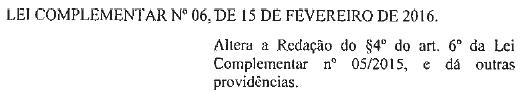 LEI COMPLEMENTAR Nº 06, DE 15 DE FEVEREIRO DE 2016.
Altera a Redação do §4º do art. 6º da Lei
Complementar nº 05/2015, e dá outras
providências.